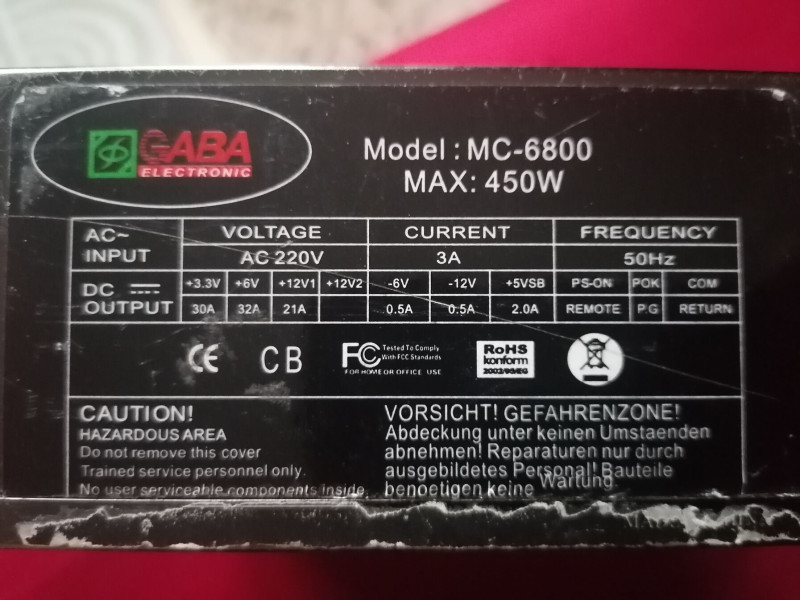 GABA
ELECTRONIC
Model : MC-6800
MAX: 450W
AC~ INPUT VOLTAGE CURRENT FREQUENCY
AC 220V 3A 50Hz
DC OUTPUT +3.3V +6V +12V1 +12V2 -6V -12V +5VSB PS-ON POK COM
30A 32A 21A 0.5A 0.5A 2.0A REMOTE P.G RETURN
CE CB FC Tested To Comply
With FCC Standards
FOR HOME OR OFFICE USE
RoHS
konform
2002/95/EG
CAUTION!
HAZARDOUS AREA
Do not remove this cover
Trained service personnel only.
No user serviceable components inside.
VORSICHT! GEFAHRENZONE!
Abdeckung unter keinen Umstaenden
abnehmen! Reparaturen nur durch
ausgebildetes Personal! Bauteile
benoetigen keine Wartung